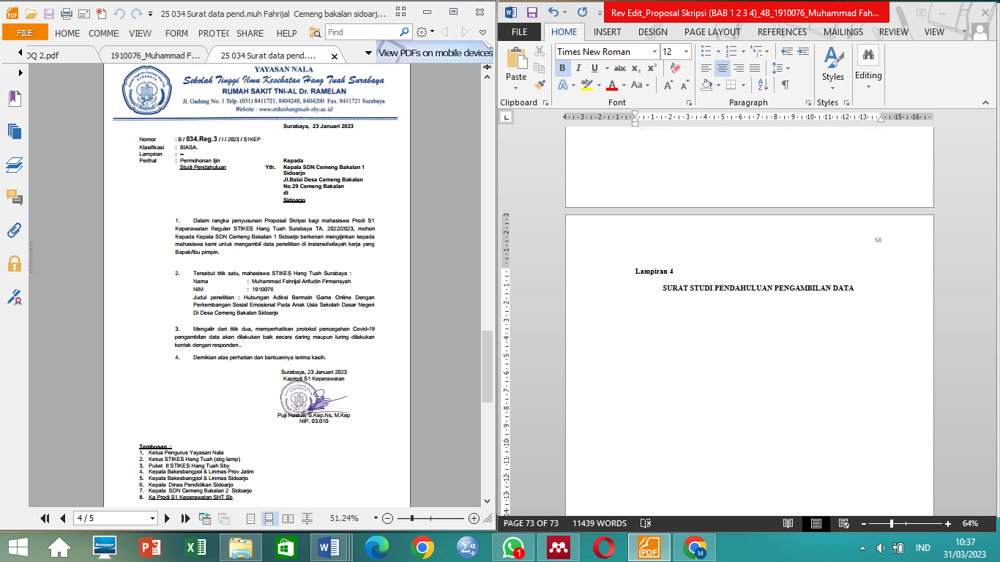 25 034 Surat data pend.muh Fahrijal  Cemeng bakalan sidoarj...
FILE HOME COMME VIEW FORM PROTEC SHARE HELP Find
OQ 2.pdf 1910076_Muhammad F... 25 034 Surat data pend.... View PDFs on mobile devices
YAYASAN NALA
Sekolah Tinggi Ilmu Kesehatan Hang Tuah Surabaya
RUMAH SAKIT TNI-AL Dr. RAMELAN
Jl. Gadung No. 1 Telp. (031) 8411721, 8404248, 8404200 Fax. 8411721 Surabaya
Website : www.stikeshangtuah-sby.ac.id
Surabaya, 23 Januari 2023
Nomor : B / 034.Reg.3 / I / 2023 / S1KEP
Klasifikasi : BIASA.
Lampiran : --
Perihal : Permohonan Ijin Kepada
Studi Pendahuluan Yth. Kepala SDN Cemeng Bakalan 1
Sidoarjo
Jl.Balai Desa Cemeng Bakalan
No.29 Cemeng Bakalan
di
Sidoarjo
1. Dalam rangka penyusunan Proposal Skripsi bagi mahasiswa Prodi S1
Keperawatan Reguler STIKES Hang Tuah Surabaya TA. 2022/2023, mohon
Kepada Kepala SDN Cemeng Bakalan 1 Sidoarjo berkenan mengijinkan kepada
mahasiswa kami untuk mengambil data penelitian di instansi/wilayah kerja yang
Bapak/Ibu pimpin.
2. Tersebut titik satu, mahasiswa STIKES Hang Tuah Surabaya :
Nama : Muhammad Fahrijal Arifudin Firmansyah
NIM : 1910076
Judul penelitian : Hubungan Adiksi Bermain Game Online Dengan
Perkembangan Sosial Emosional Pada Anak Usia Sekolah Dasar Negeri
Di Desa Cemeng Bakalan Sidoarjo
3. Mengalir dari titik dua, memperhatikan protokol pencegahan Covid-19
pengambilan data akan dilakukan baik secara daring maupun luring dilakukan
kontak dengan responden..
4. Demikian atas perhatian dan bantuannya terima kasih.
Surabaya, 23 Januari 2023
Kaprodi S1 Keperawatan
Puji Hastuti, S.Kep.Ns, M.Kep
NIP. 03.010
Tembusan :
1. Ketua Pengurus Yayasan Nala
2. Ketua STIKES Hang Tuah (sbg lamp)
3. Puket II STIKES Hang Tuah Sby
4. Kepala Bakesbangpol & Linmas Prov Jatim
5. Kepala Bakesbangpol & Linmas Sidoarjo
6. Kepala Dinas Pendidikan Sidoarjo
7. Kepala SDN Cemeng Bakalan 2 Sidoarjo
8. Ka Prodi S1 Keperawatan SHT Sb
4 / 5 51.24%
Rev Edit_Proposal Skripsi (BAB 1 2 3 4)_4B_1910076_Muhammad Fah...
FILE HOME INSERT DESIGN PAGE LAYOUT REFERENCES MAILINGS REVIEW VIEW
Times New Roman 12
Paste Styles Editing
Clipboard Font Paragraph Styles
58
Lampiran 4
SURAT STUDI PENDAHULUAN PENGAMBILAN DATA
PAGE 73 OF 73 11439 WORDS 64%
IND 10:37
31/03/2023